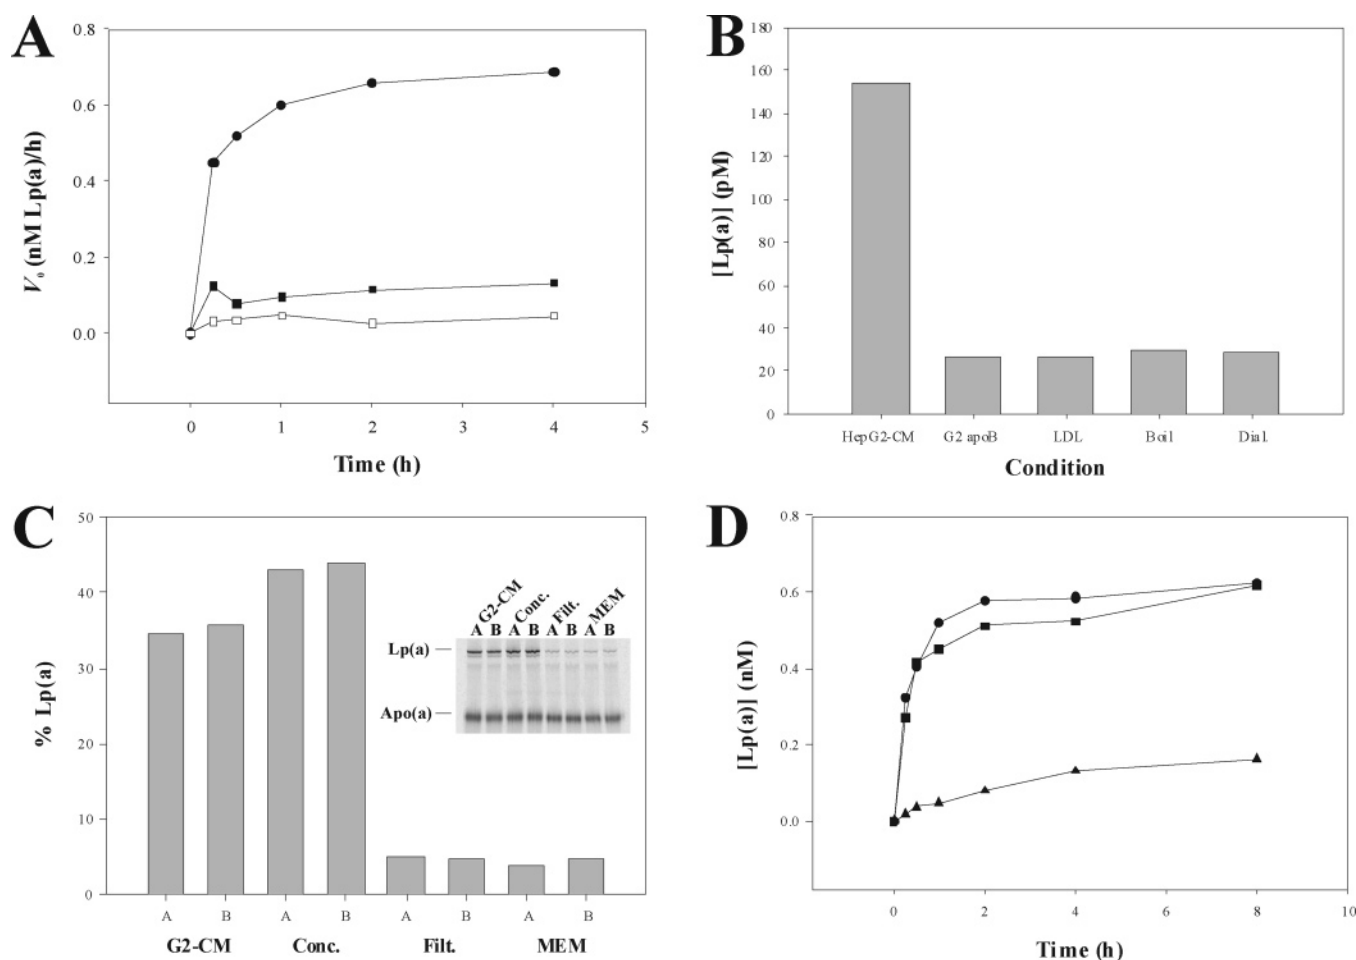 A
0.8
0.6
0.4
0.2
0.0
V₀ (nM Lp(a)/h)
0 1 2 3 4 5
Time (h)
B
180
160
140
120
100
80
60
40
20
0
[Lp(a)] (pM)
HepG2-CM G2 apoB LDL Boil Dial.
Condition
C
50
40
30
20
10
0
% Lp(a)
G2-CM Conc. Filt. MEM
A B A B A B A B
Lp(a)
Apo(a)
A B A B A B A B
G2-CM Conc. Filt. MEM
D
0.8
0.6
0.4
0.2
0.0
[Lp(a)] (nM)
0 2 4 6 8 10
Time (h)